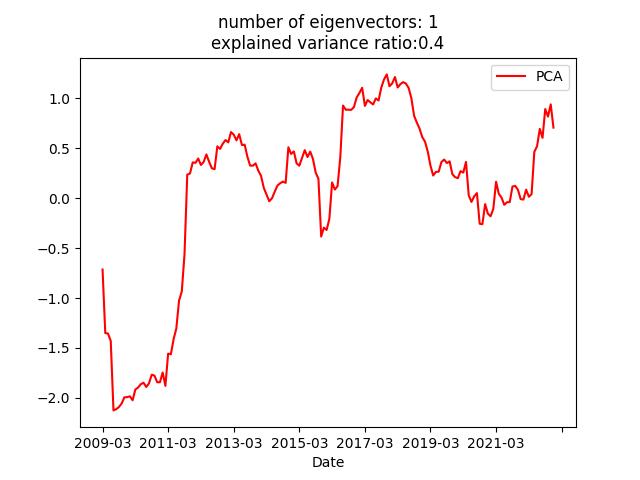 number of eigenvectors: 1
explained variance ratio:0.4
PCA
1.0
0.5
0.0
−0.5
−1.0
−1.5
−2.0
2009-03 2011-03 2013-03 2015-03 2017-03 2019-03 2021-03
Date